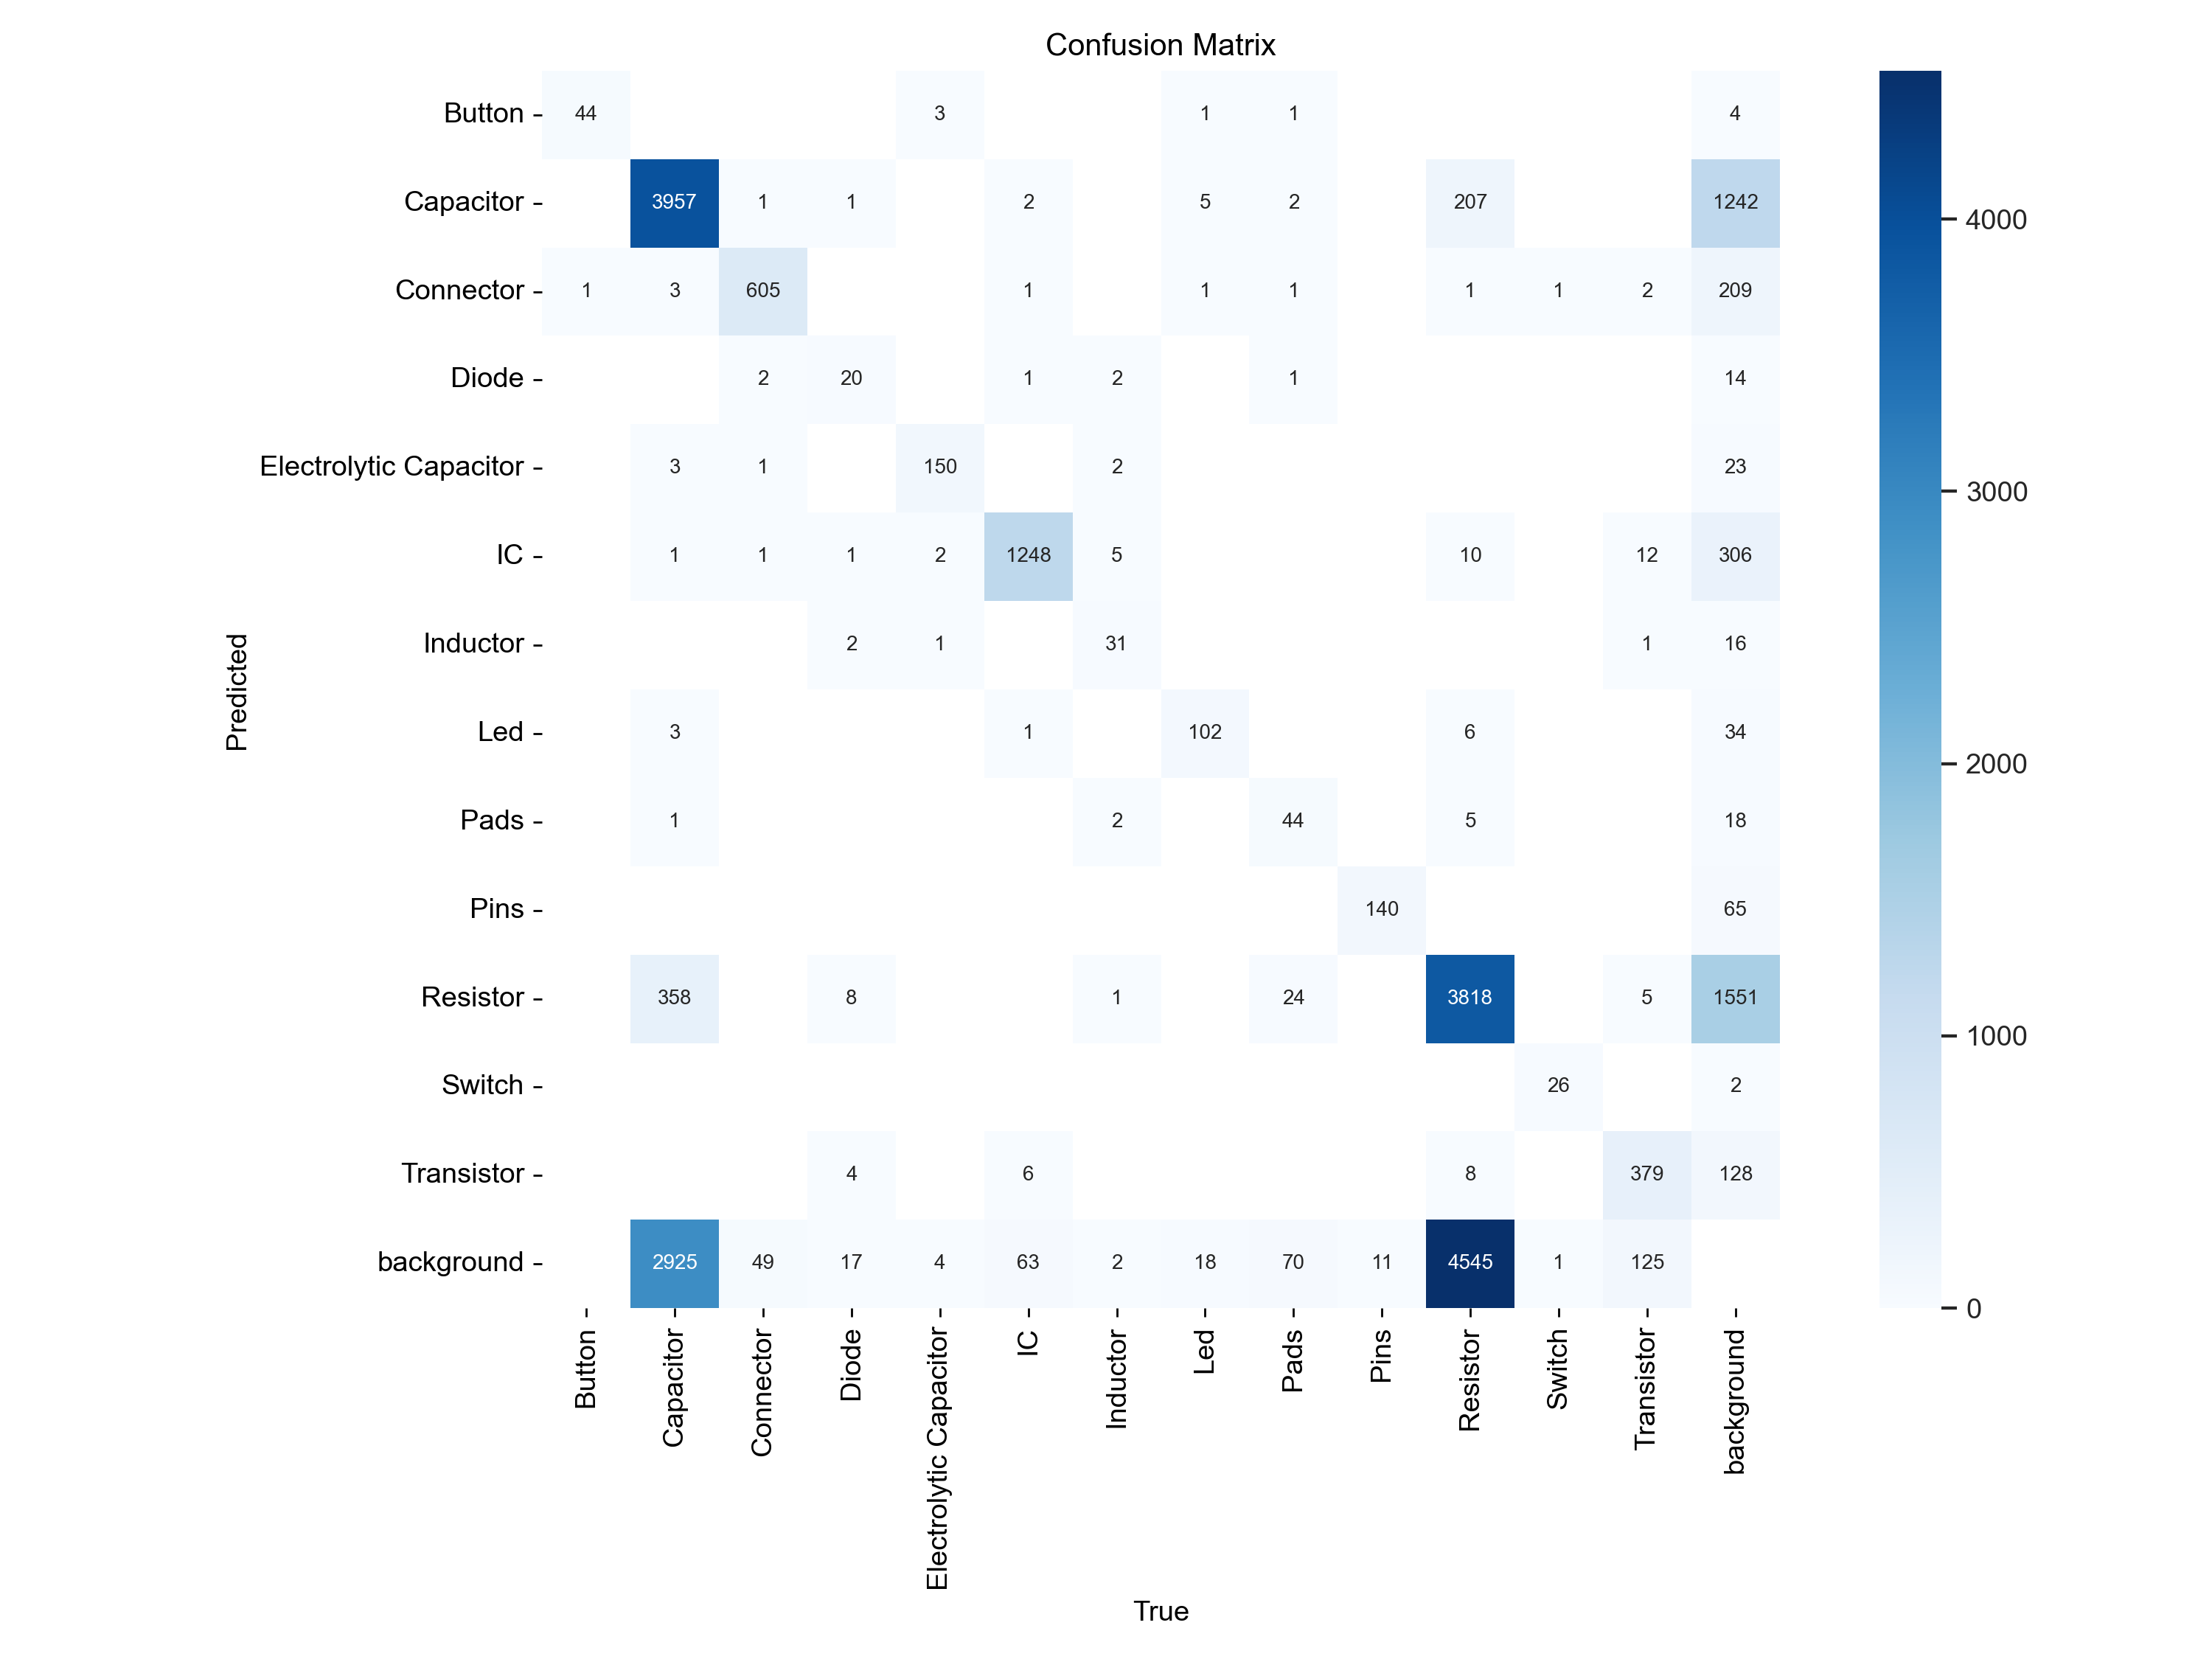 Confusion Matrix
Button 44 3 1 1 4
Capacitor 3957 1 1 2 5 2 207 1242
Connector 1 3 605 1 1 1 1 1 2 209
Diode 2 20 1 2 1 14
Electrolytic Capacitor 3 1 150 2 23
IC 1 1 1 2 1248 5 10 12 306
Inductor 2 1 31 1 16
Led 3 1 102 6 34
Pads 1 2 44 5 18
Pins 140 65
Resistor 358 8 1 24 3818 5 1551
Switch 26 2
Transistor 4 6 8 379 128
background 2925 49 17 4 63 2 18 70 11 4545 1 125
Predicted
Button
Capacitor
Connector
Diode
Electrolytic Capacitor
IC
Inductor
Led
Pads
Pins
Resistor
Switch
Transistor
background
True
4000
3000
2000
1000
0